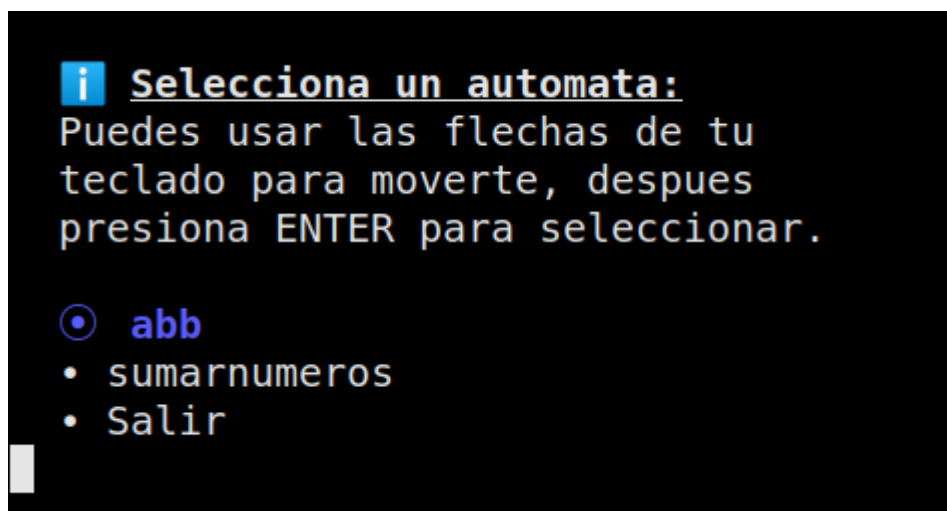 ℹ️ Selecciona un automata:
Puedes usar las flechas de tu
teclado para moverte, despues
presiona ENTER para seleccionar.
⦿ abb
• sumarnumeros
• Salir